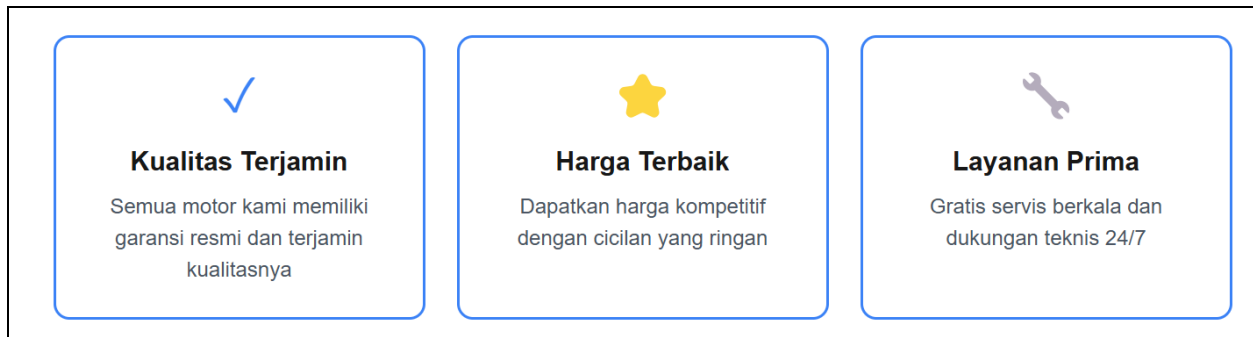 Kualitas Terjamin
Semua motor kami memiliki
garansi resmi dan terjamin
kualitasnya
Harga Terbaik
Dapatkan harga kompetitif
dengan cicilan yang ringan
Layanan Prima
Gratis servis berkala dan
dukungan teknis 24/7